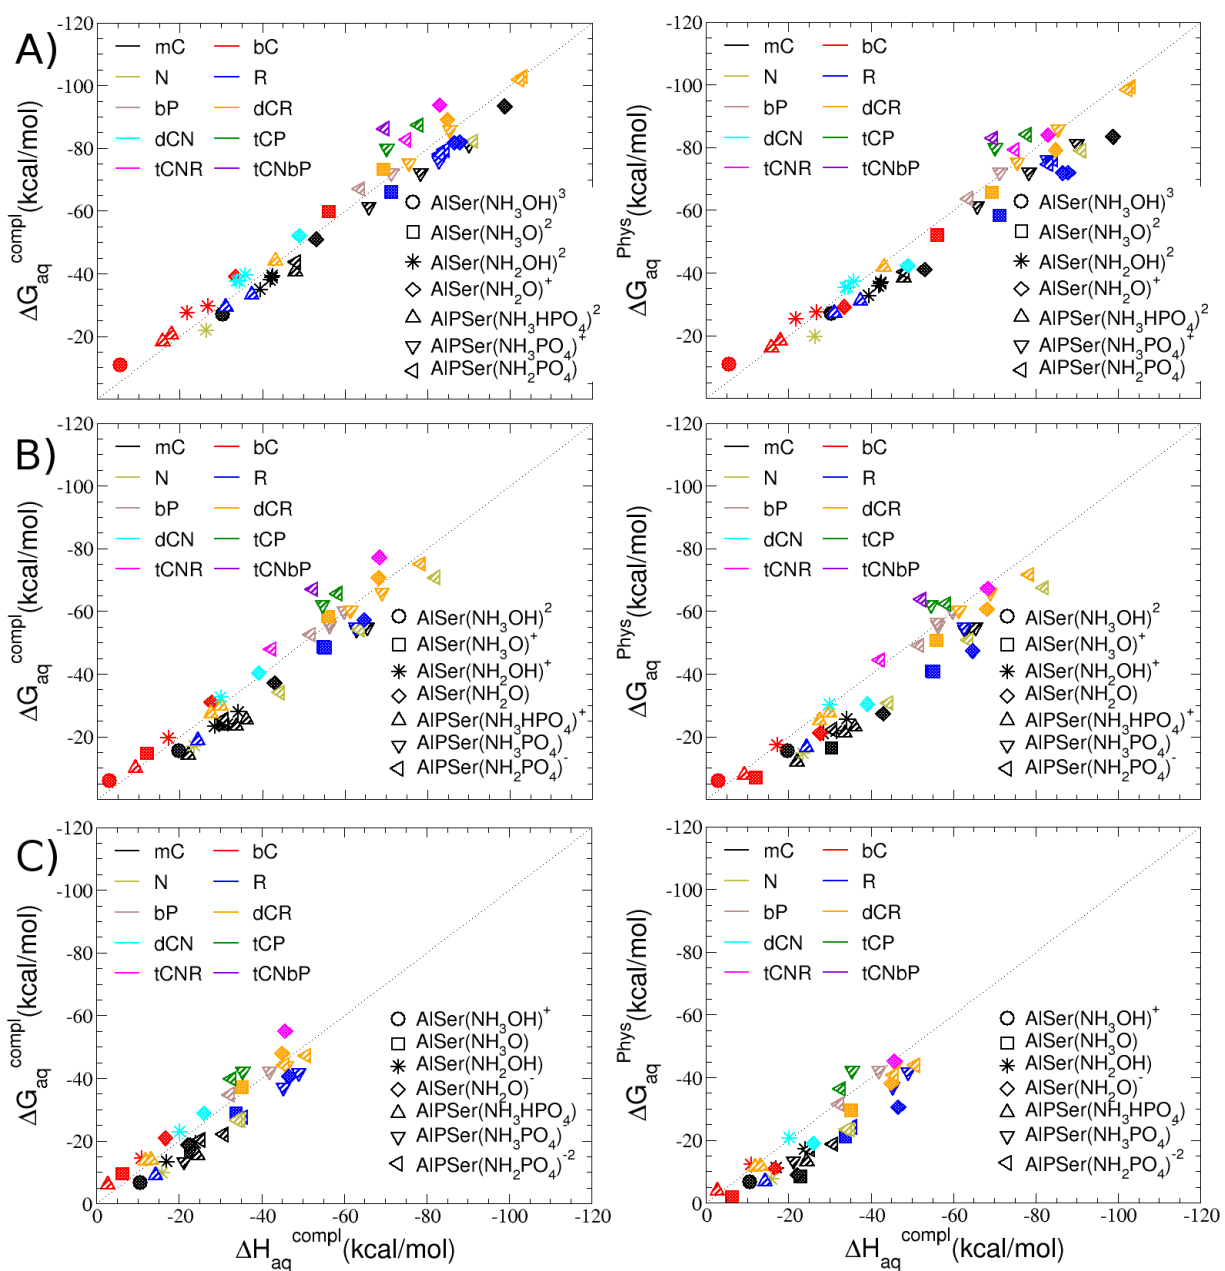 A)
-120
-100
-80
-60
-40
-20
ΔG_aq^compl(kcal/mol)
mC
bC
N
R
bP
dCR
dCN
tCP
tCNR
tCNbP
AlSer(NH3OH)^3
AlSer(NH3O)^2
AlSer(NH2OH)^2
AlSer(NH2O)^+
AlPSer(NH3HPO4)^2
AlPSer(NH3PO4)^+
AlPSer(NH2PO4)
-120
-100
-80
-60
-40
-20
ΔG_aq^Phys(kcal/mol)
mC
bC
N
R
bP
dCR
dCN
tCP
tCNR
tCNbP
AlSer(NH3OH)^3
AlSer(NH3O)^2
AlSer(NH2OH)^2
AlSer(NH2O)^+
AlPSer(NH3HPO4)^2
AlPSer(NH3PO4)^+
AlPSer(NH2PO4)
B)
-120
-100
-80
-60
-40
-20
ΔG_aq^compl(kcal/mol)
mC
bC
N
R
bP
dCR
dCN
tCP
tCNR
tCNbP
AlSer(NH3OH)^2
AlSer(NH3O)^+
AlSer(NH2OH)^+
AlSer(NH2O)
AlPSer(NH3HPO4)^+
AlPSer(NH3PO4)
AlPSer(NH2PO4)^-
-120
-100
-80
-60
-40
-20
ΔG_aq^Phys(kcal/mol)
mC
bC
N
R
bP
dCR
dCN
tCP
tCNR
tCNbP
AlSer(NH3OH)^2
AlSer(NH3O)^+
AlSer(NH2OH)^+
AlSer(NH2O)
AlPSer(NH3HPO4)^+
AlPSer(NH3PO4)
AlPSer(NH2PO4)^-
C)
-120
-100
-80
-60
-40
-20
0
ΔG_aq^compl(kcal/mol)
mC
bC
N
R
bP
dCR
dCN
tCP
tCNR
tCNbP
AlSer(NH3OH)^+
AlSer(NH3O)
AlSer(NH2OH)
AlSer(NH2O)^-
AlPSer(NH3HPO4)
AlPSer(NH3PO4)^-
AlPSer(NH2PO4)^-2
0 -20 -40 -60 -80 -100 -120
ΔH_aq^compl(kcal/mol)
-120
-100
-80
-60
-40
-20
0
ΔG_aq^Phys(kcal/mol)
mC
bC
N
R
bP
dCR
dCN
tCP
tCNR
tCNbP
AlSer(NH3OH)^+
AlSer(NH3O)
AlSer(NH2OH)
AlSer(NH2O)^-
AlPSer(NH3HPO4)
AlPSer(NH3PO4)^-
AlPSer(NH2PO4)^-2
0 -20 -40 -60 -80 -100 -120
ΔH_aq^compl(kcal/mol)